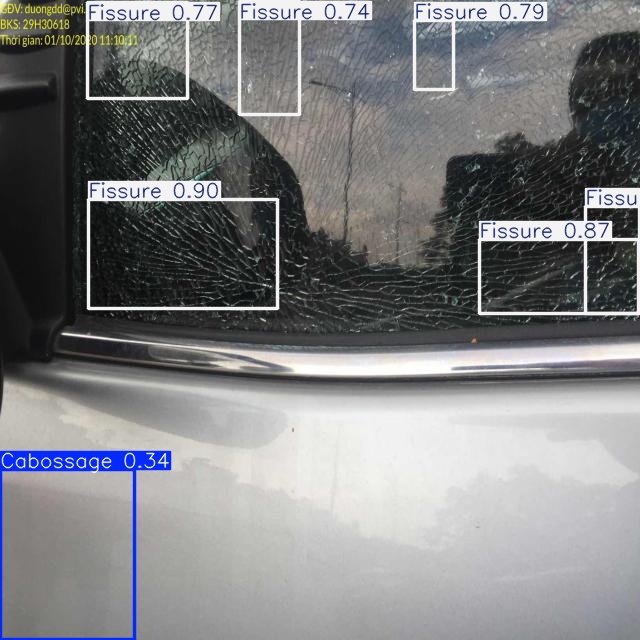 GĐV: duongdd@pvi.
BKS: 29H30618
Thời gian: 01/10/2020 11:10:11
Fissure 0.77
Fissure 0.74
Fissure 0.79
Fissure 0.90
Fissu
Fissure 0.87
Cabossage 0.34